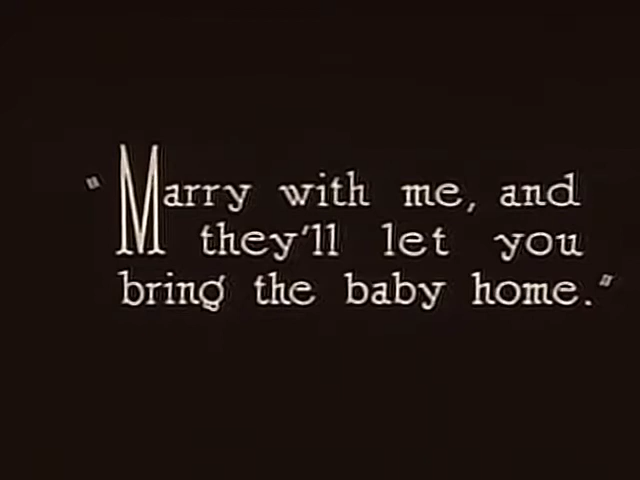 "Marry with me, and
they'll let you
bring the baby home."